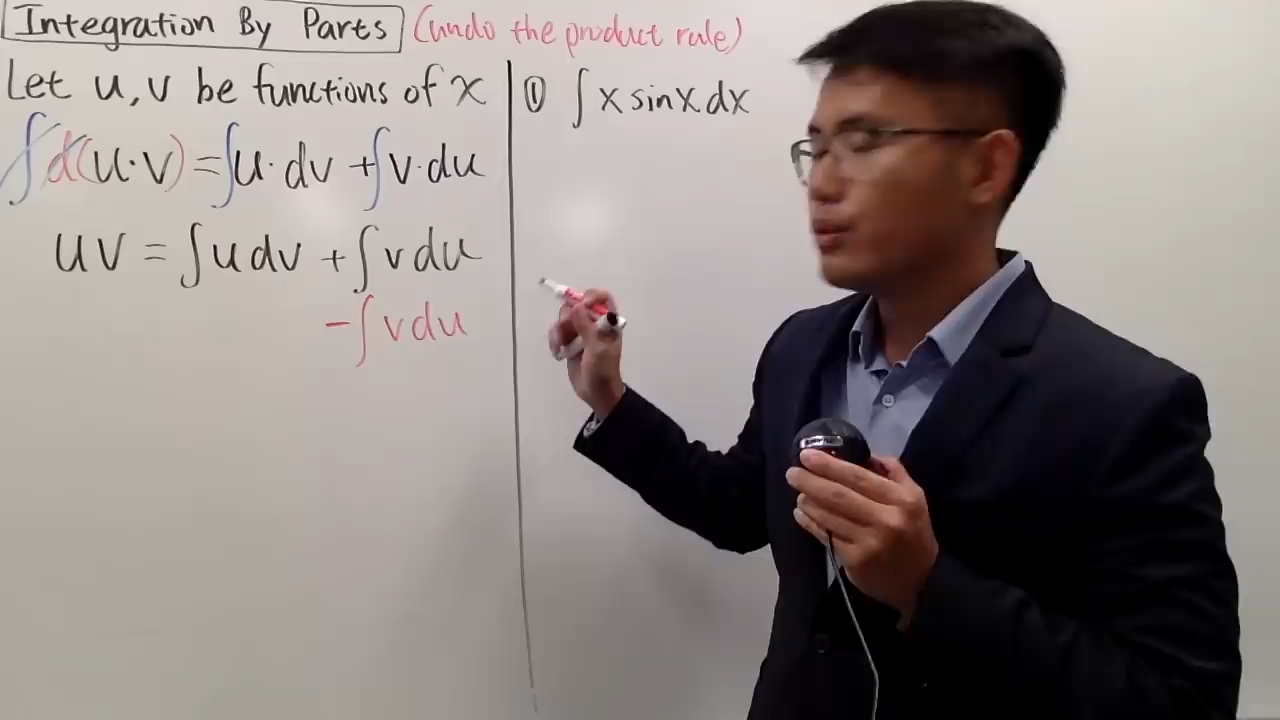 Integration By Parts (undo the product rule)
Let u, v be functions of x
∫d(u·v) = ∫u·dv + ∫v·du
uv = ∫u dv + ∫v du
-∫v du
① ∫ x sinx dx